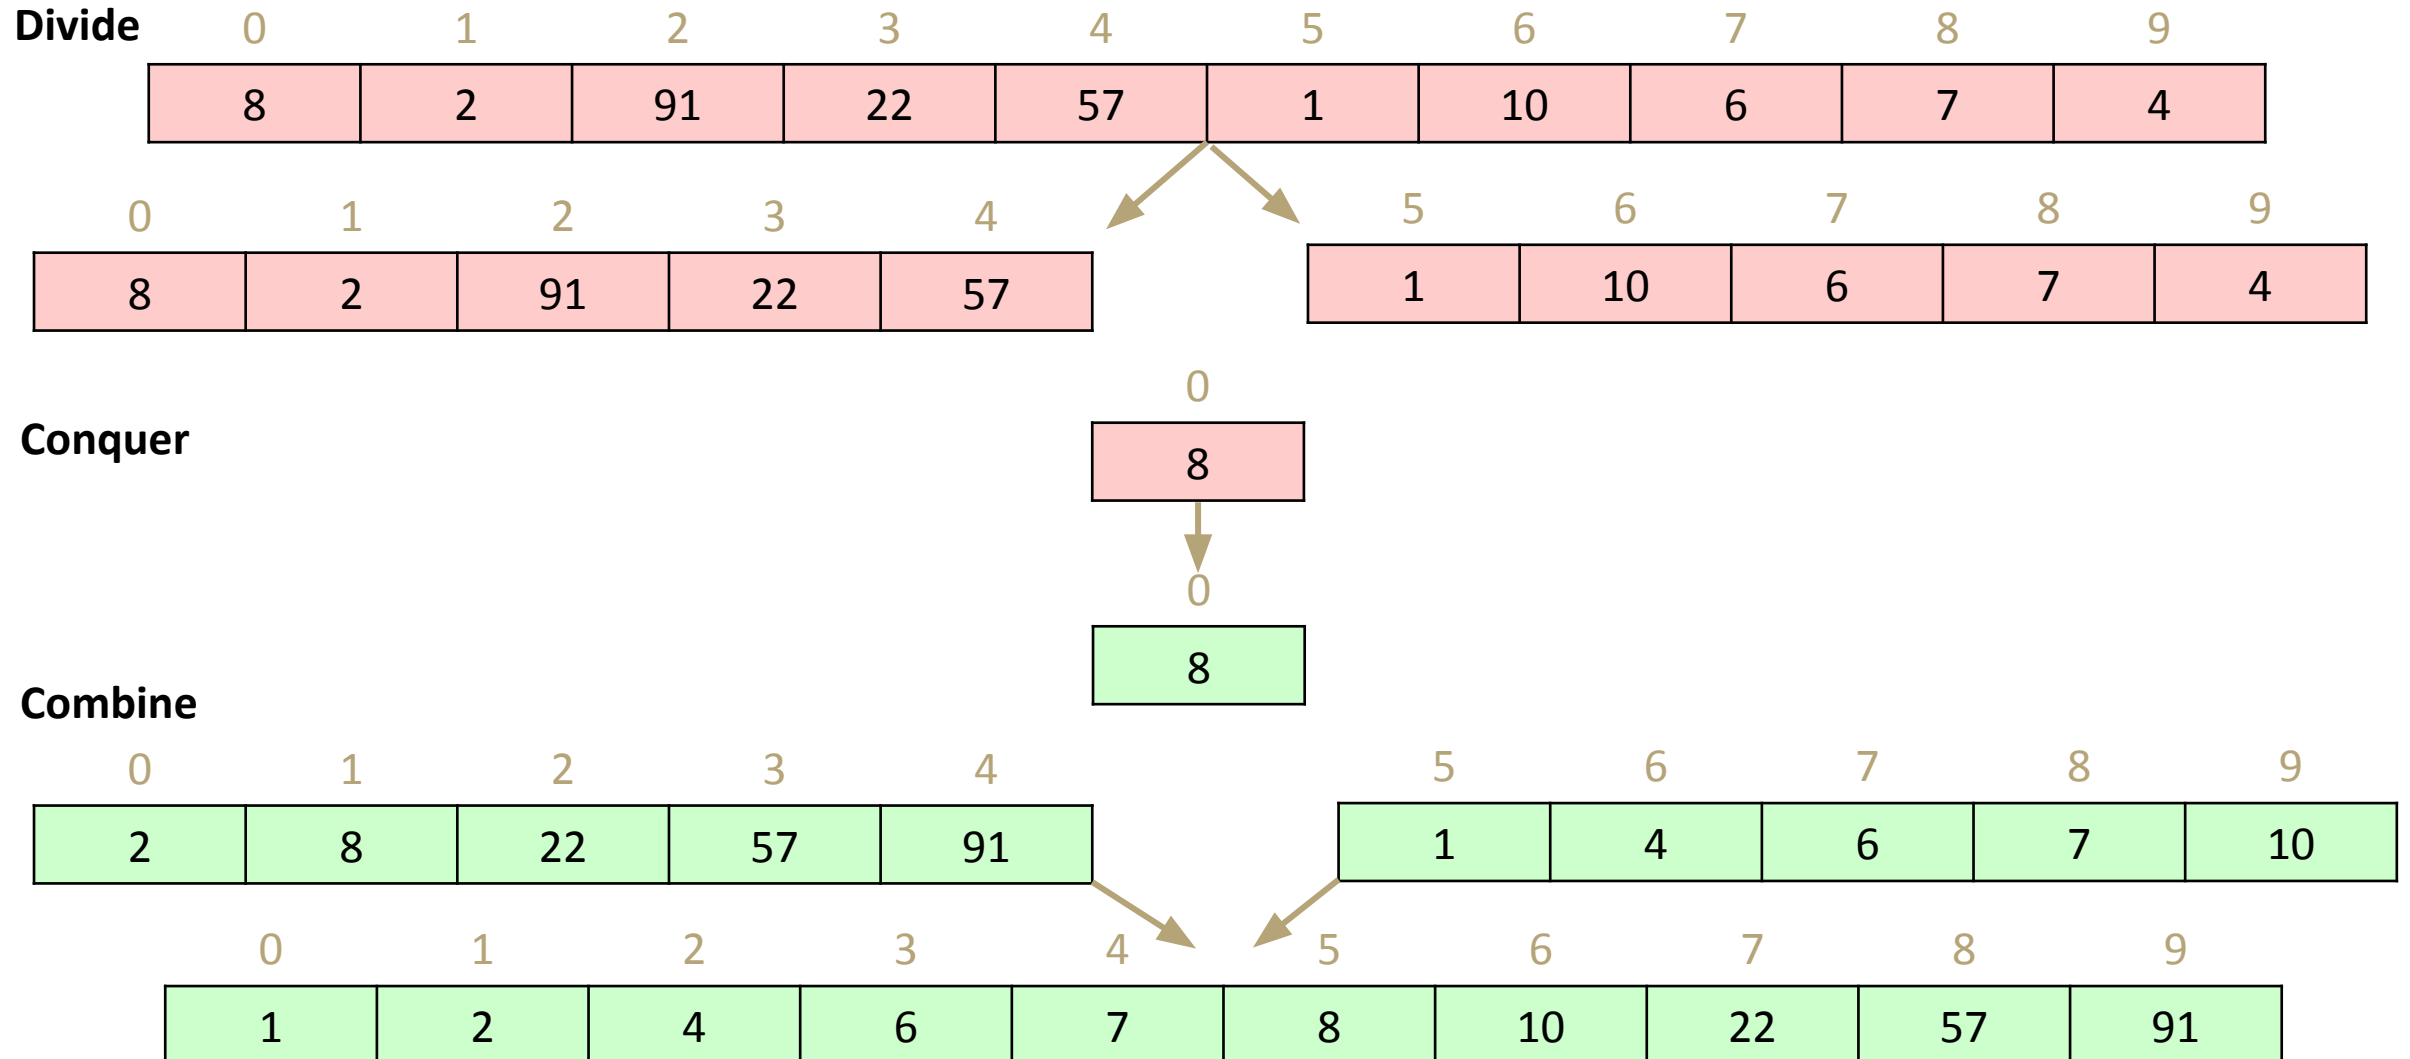 Divide 0 1 2 3 4 5 6 7 8 9
8 2 91 22 57 1 10 6 7 4
0 1 2 3 4 5 6 7 8 9
8 2 91 22 57 1 10 6 7 4
0
Conquer
8
0
8
Combine
0 1 2 3 4 5 6 7 8 9
2 8 22 57 91 1 4 6 7 10
0 1 2 3 4 5 6 7 8 9
1 2 4 6 7 8 10 22 57 91